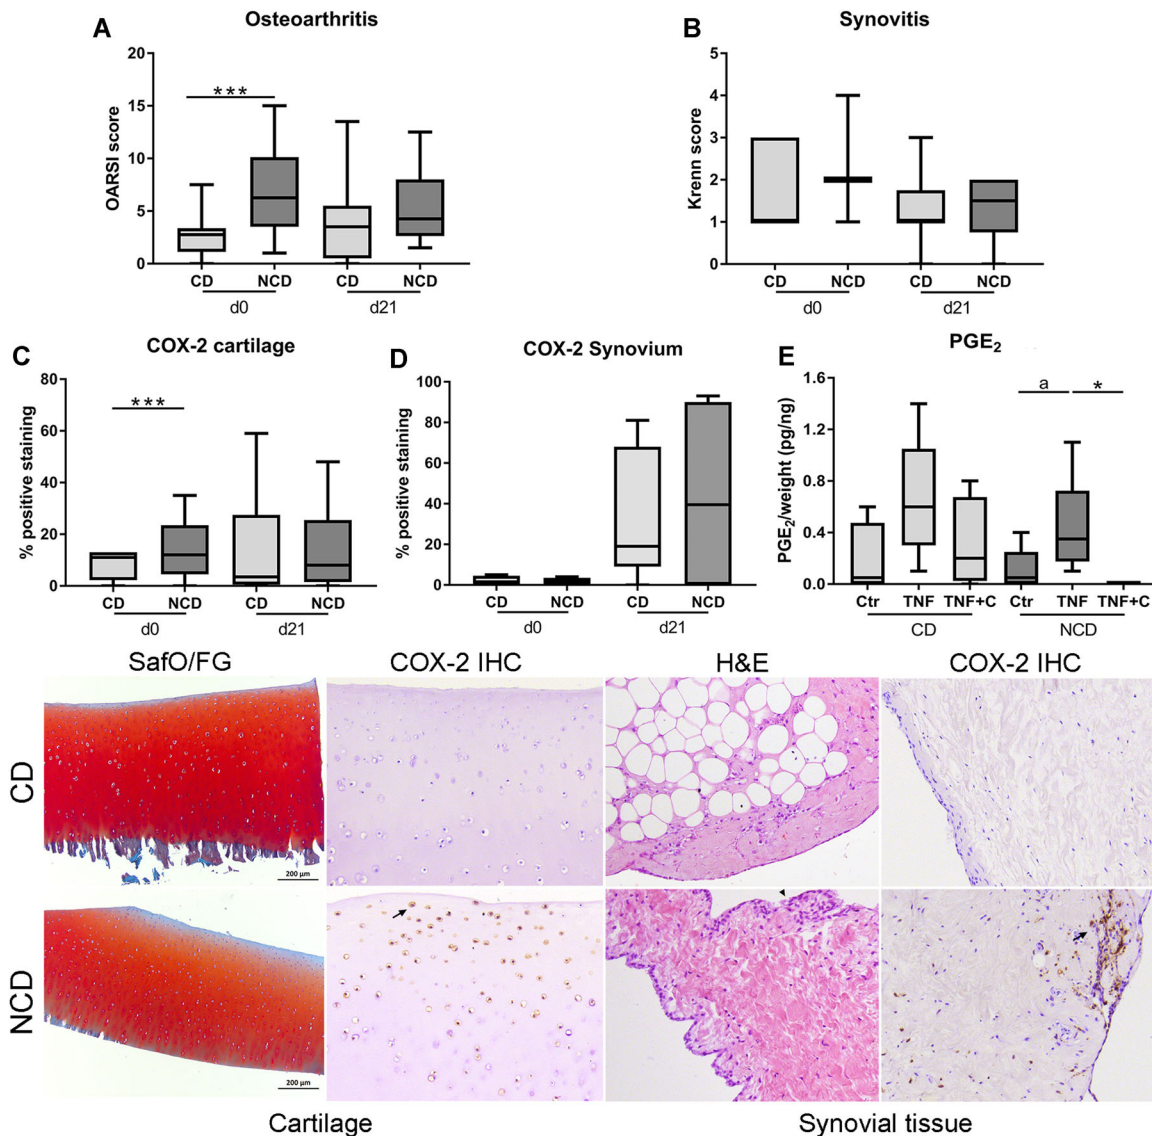 A
Osteoarthritis
OARSI score
20
15
10
5
0
***
CD NCD CD NCD
d0 d21
B
Synovitis
Krenn score
5
4
3
2
1
0
CD NCD CD NCD
d0 d21
C
COX-2 cartilage
% positive staining
80
60
40
20
0
***
CD NCD CD NCD
d0 d21
D
COX-2 Synovium
% positive staining
100
80
60
40
20
0
CD NCD CD NCD
d0 d21
E
PGE₂
PGE₂/weight (pg/ng)
1.6
1.2
0.8
0.4
0.0
a *
Ctr TNF TNF+C Ctr TNF TNF+C
CD NCD
SafO/FG COX-2 IHC H&E COX-2 IHC
CD
200 µm
NCD
200 µm
Cartilage Synovial tissue